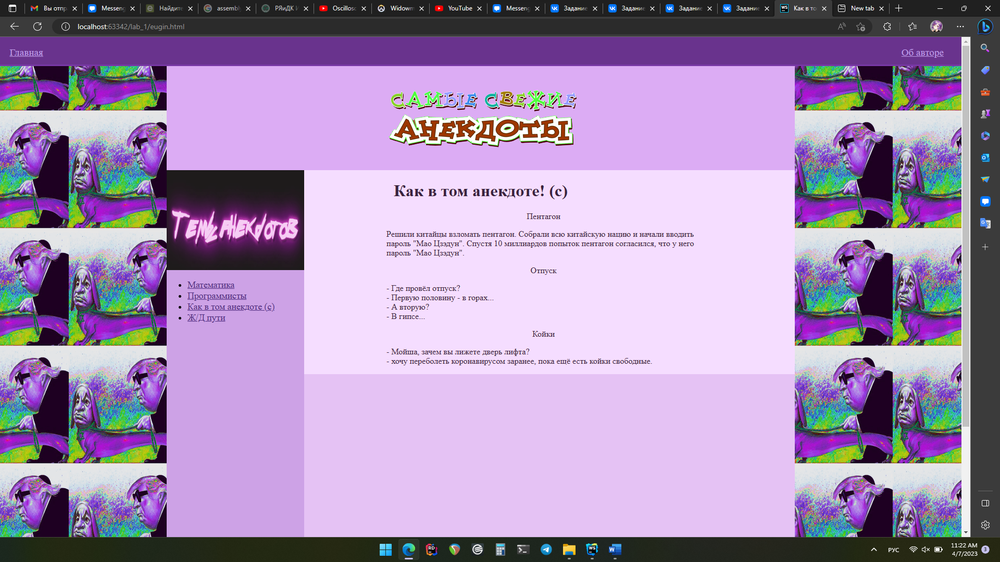 Вы отпр
Messeng
Найдите
assembl
РЯиДК И
Oscillosc
Widowm
YouTube
Messeng
Задание
Задание
Задание
Задание
Как в то
New tab
localhost:63342/lab_1/eugin.html
Главная
Об авторе
САМЫЕ СВЕЖИЕ
АНЕКДОТЫ
Темы анекдотов
Как в том анекдоте! (с)
Пентагон
Решили китайцы взломать пентагон. Собрали всю китайскую нацию и начали вводить
пароль "Мао Цзэдун". Спустя 10 миллиардов попыток пентагон согласился, что у него
пароль "Мао Цзэдун".
Отпуск
- Где провёл отпуск?
- Первую половину - в горах...
- А вторую?
- В гипсе...
Койки
- Мойша, зачем вы лижете дверь лифта?
- хочу переболеть коронавирусом заранее, пока ещё есть койки свободные.
Математика
Программисты
Как в том анекдоте (с)
Ж/Д пути
РУС
11:22 AM
4/7/2023
3